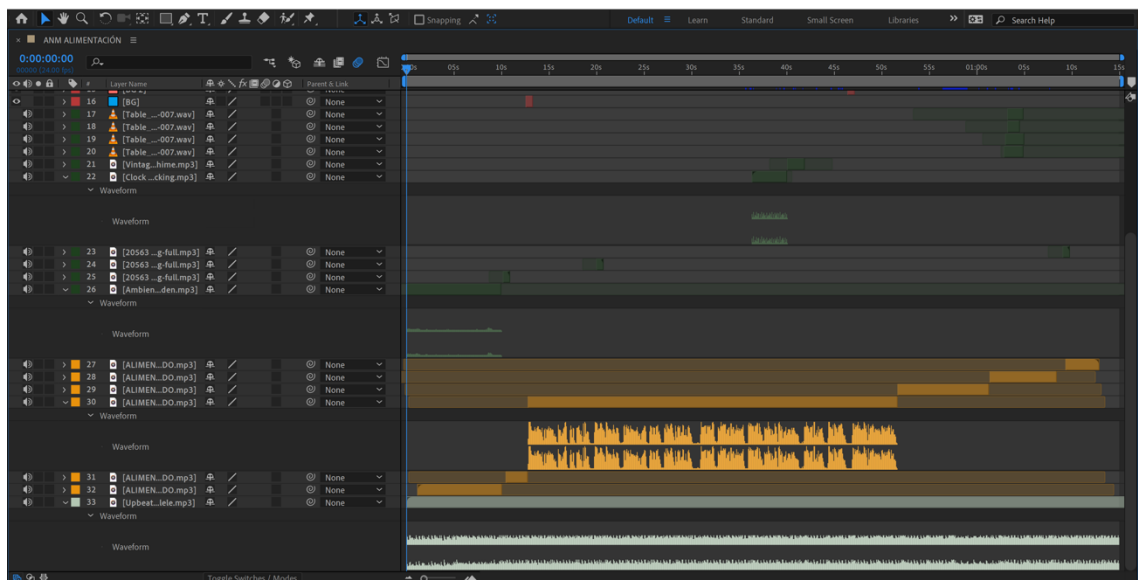 Snapping
Default Learn Standard Small Screen Libraries Search Help
ANM ALIMENTACIÓN
0:00:00:00
00000 (24.00 fps)
05s 10s 15s 20s 25s 30s 35s 40s 45s 50s 55s 01:00s 05s 10s 15s
# Layer Name Parent & Link
16 [BG] None
17 [Table_...-007.wav] None
18 [Table_...-007.wav] None
19 [Table_...-007.wav] None
20 [Table_...-007.wav] None
21 [Vintag...hime.mp3] None
22 [Clock ...cking.mp3] None
Waveform
Waveform
23 [20563 ...g-full.mp3] None
24 [20563 ...g-full.mp3] None
25 [20563 ...g-full.mp3] None
26 [Ambien...den.mp3] None
Waveform
Waveform
27 [ALIMEN...DO.mp3] None
28 [ALIMEN...DO.mp3] None
29 [ALIMEN...DO.mp3] None
30 [ALIMEN...DO.mp3] None
Waveform
Waveform
31 [ALIMEN...DO.mp3] None
32 [ALIMEN...DO.mp3] None
33 [Upbeat...lele.mp3] None
Waveform
Waveform
Toggle Switches / Modes